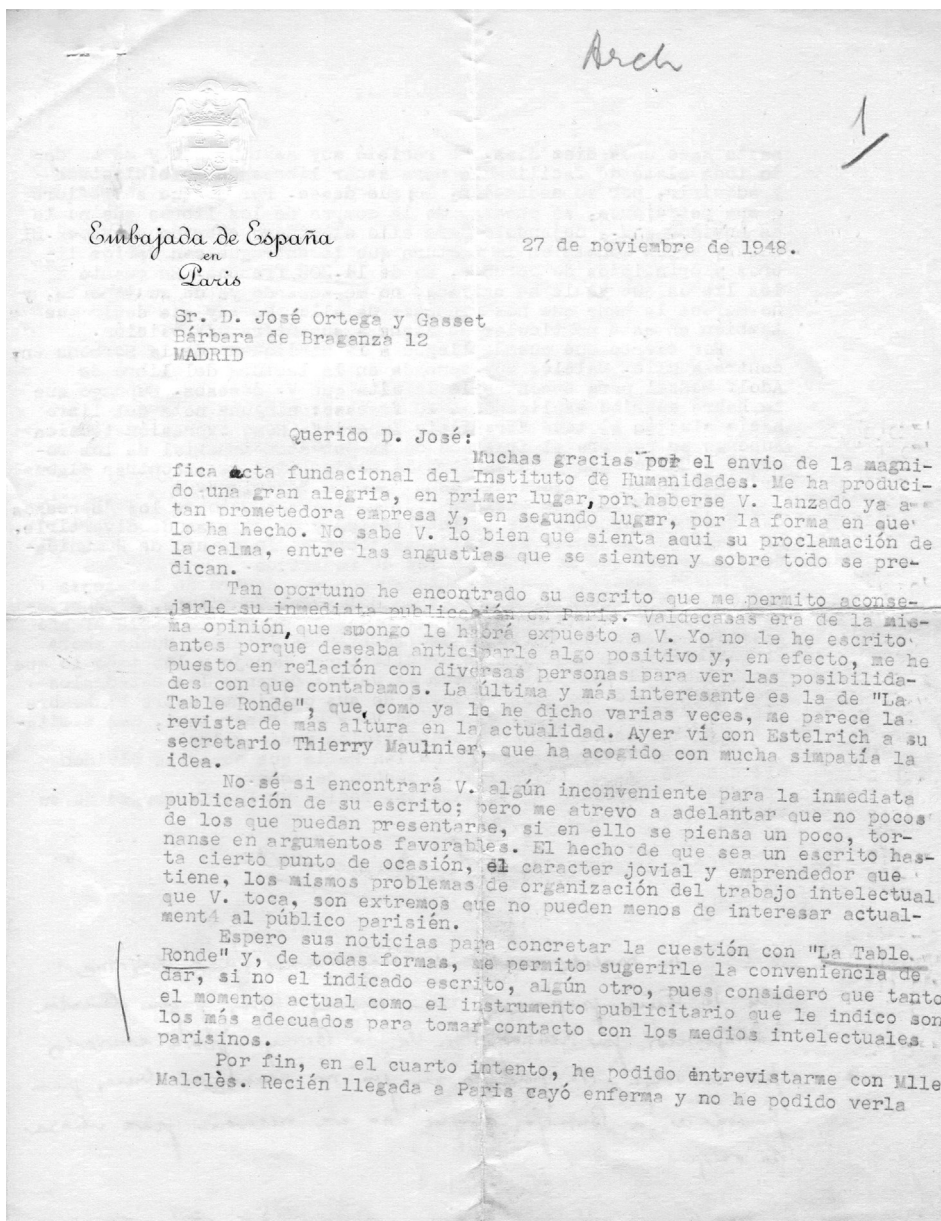 Arch
1
Embajada de España
en
Paris
27 de noviembre de 1948.
Sr. D. José Ortega y Gasset
Bárbara de Braganza 12
MADRID
Querido D. José:
Muchas gracias por el envio de la magni-
fica acta fundacional del Instituto de Humanidades. Me ha produci-
do una gran alegria, en primer lugar, por haberse V. lanzado ya a
tan prometedora empresa y, en segundo lugar, por la forma en que
lo ha hecho. No sabe V. lo bien que sienta aqui su proclamación de
la calma, entre las angustias que se sienten y sobre todo se pre-
dican.
Tan oportuno he encontrado su escrito que me permito aconse-
jarle su inmediata publicación en Paris. Valdecasas era de la mis-
ma opinión, que supongo le habrá expuesto a V. Yo no le he escrito
antes porque deseaba anticiparle algo positivo y, en efecto, me he
puesto en relación con diversas personas para ver las posibilida-
des con que contabamos. La última y más interesante es la de "La
Table Ronde", que, como ya le he dicho varias veces, me parece la
revista de más altura en la actualidad. Ayer ví con Estelrich a su
secretario Thierry Maulnier, que ha acogido con mucha simpatía la
idea.
No sé si encontrará V. algún inconveniente para la inmediata
publicación de su escrito; pero me atrevo a adelantar que no pocos
de los que puedan presentarse, si en ello se piensa un poco, tor-
nanse en argumentos favorables. El hecho de que sea un escrito has-
ta cierto punto de ocasión, el caracter jovial y emprendedor que
tiene, los mismos problemas de organización del trabajo intelectual
que V. toca, son extremos que no pueden menos de interesar actual-
ment4 al público parisién.
Espero sus noticias para concretar la cuestión con "La Table
Ronde" y, de todas formas, me permito sugerirle la conveniencia de
dar, si no el indicado escrito, algún otro, pues considero que tanto
el momento actual como el instrumento publicitario que le indico son
los más adecuados para tomar contacto con los medios intelectuales
parisinos.
Por fin, en el cuarto intento, he podido entrevistarme con Mlle
Malclès. Recién llegada a Paris cayó enferma y no he podido verla